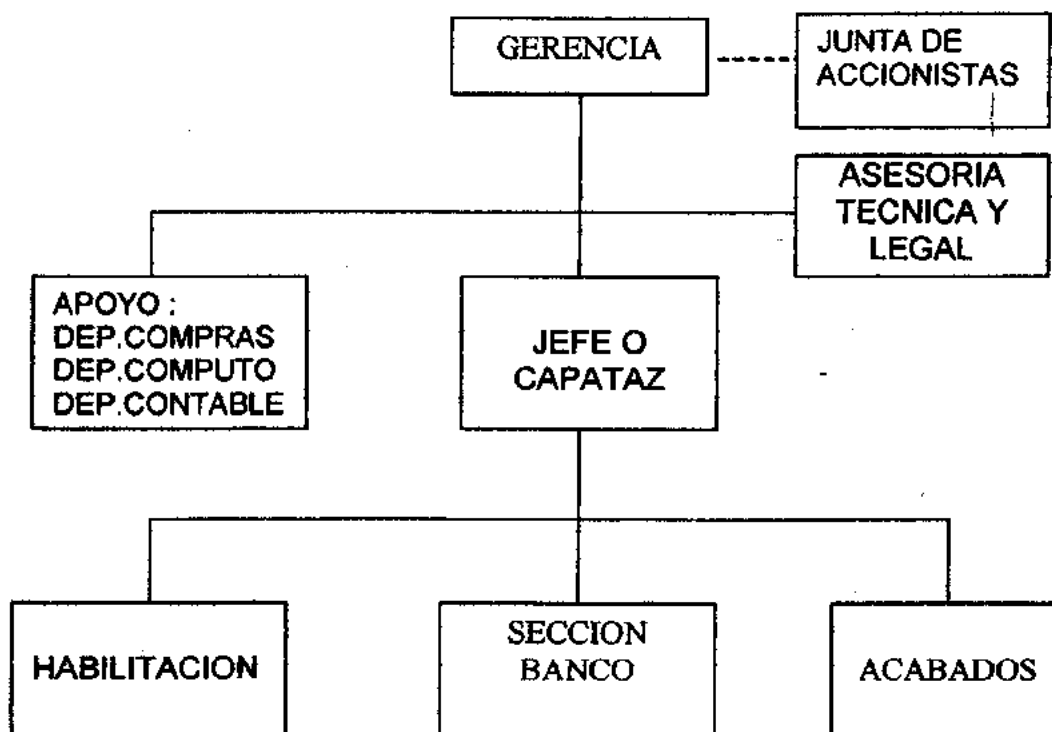 GERENCIA
JUNTA DE
ACCIONISTAS
ASESORIA
TECNICA Y
LEGAL
APOYO :
DEP.COMPRAS
DEP.COMPUTO
DEP.CONTABLE
JEFE O
CAPATAZ
HABILITACION
SECCION
BANCO
ACABADOS